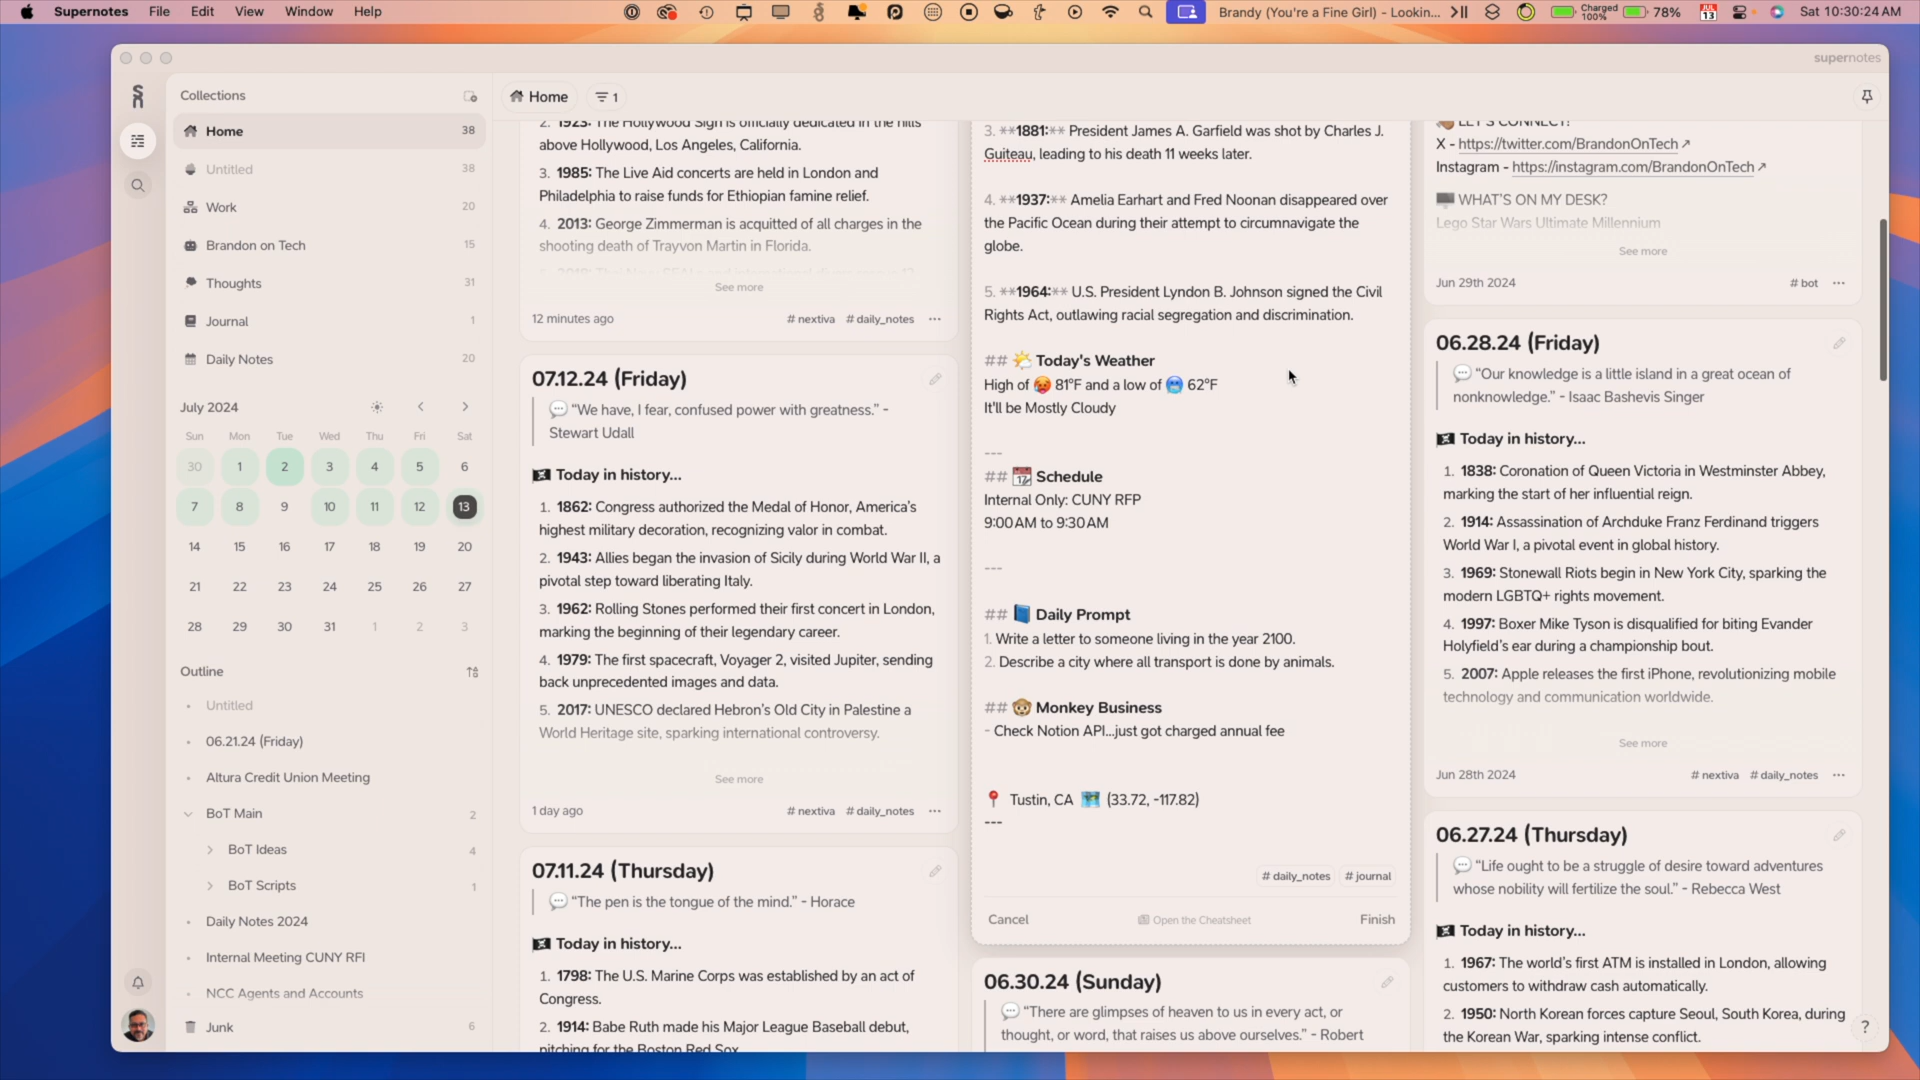 Supernotes File Edit View Window Help
Brandy (You're a Fine Girl) - Lookin...
Charged 100%
78%
JUL 13
Sat 10:30:24 AM
supernotes
Collections
Home 38
Untitled 38
Work 20
Brandon on Tech 15
Thoughts 31
Journal 1
Daily Notes 20
July 2024
Sun Mon Tue Wed Thu Fri Sat
30 1 2 3 4 5 6
7 8 9 10 11 12 13
14 15 16 17 18 19 20
21 22 23 24 25 26 27
28 29 30 31 1 2 3
Outline
Untitled
06.21.24 (Friday)
Altura Credit Union Meeting
BoT Main 2
BoT Ideas 4
BoT Scripts 1
Daily Notes 2024
Internal Meeting CUNY RFI
NCC Agents and Accounts
Junk 6
Home
1
2. 1923: The Hollywood Sign is officially dedicated in the hills
above Hollywood, Los Angeles, California.
3. 1985: The Live Aid concerts are held in London and
Philadelphia to raise funds for Ethiopian famine relief.
4. 2013: George Zimmerman is acquitted of all charges in the
shooting death of Trayvon Martin in Florida.
See more
12 minutes ago # nextiva # daily_notes ...
07.12.24 (Friday)
💬 “We have, I fear, confused power with greatness.” -
Stewart Udall
🏴‍☠️ Today in history...
1. 1862: Congress authorized the Medal of Honor, America’s
highest military decoration, recognizing valor in combat.
2. 1943: Allies began the invasion of Sicily during World War II, a
pivotal step toward liberating Italy.
3. 1962: Rolling Stones performed their first concert in London,
marking the beginning of their legendary career.
4. 1979: The first spacecraft, Voyager 2, visited Jupiter, sending
back unprecedented images and data.
5. 2017: UNESCO declared Hebron’s Old City in Palestine a
World Heritage site, sparking international controversy.
See more
1 day ago # nextiva # daily_notes ...
07.11.24 (Thursday)
💬 “The pen is the tongue of the mind.” - Horace
🏴‍☠️ Today in history...
1. 1798: The U.S. Marine Corps was established by an act of
Congress.
2. 1914: Babe Ruth made his Major League Baseball debut,
pitching for the Boston Red Sox
3. **1881:** President James A. Garfield was shot by Charles J.
Guiteau, leading to his death 11 weeks later.
4. **1937:** Amelia Earhart and Fred Noonan disappeared over
the Pacific Ocean during their attempt to circumnavigate the
globe.
5. **1964:** U.S. President Lyndon B. Johnson signed the Civil
Rights Act, outlawing racial segregation and discrimination.
## 🌤️ Today's Weather
High of 🥵 81°F and a low of 🥶 62°F
It'll be Mostly Cloudy
---
## 📆 Schedule
Internal Only: CUNY RFP
9:00 AM to 9:30 AM
---
## 📘 Daily Prompt
1. Write a letter to someone living in the year 2100.
2. Describe a city where all transport is done by animals.
## 🐵 Monkey Business
- Check Notion API...just got charged annual fee
📍 Tustin, CA 🗺️ (33.72, -117.82)
---
# daily_notes # journal
Cancel Open the Cheatsheet Finish
06.30.24 (Sunday)
💬 “There are glimpses of heaven to us in every act, or
thought, or word, that raises us above ourselves.” - Robert
LET’S CONNECT!
X - https://twitter.com/BrandonOnTech ↗
Instagram - https://instagram.com/BrandonOnTech ↗
🖥️ WHAT’S ON MY DESK?
Lego Star Wars Ultimate Millennium
See more
Jun 29th 2024 # bot ...
06.28.24 (Friday)
💬 “Our knowledge is a little island in a great ocean of
nonknowledge.” - Isaac Bashevis Singer
🏴‍☠️ Today in history...
1. 1838: Coronation of Queen Victoria in Westminster Abbey,
marking the start of her influential reign.
2. 1914: Assassination of Archduke Franz Ferdinand triggers
World War I, a pivotal event in global history.
3. 1969: Stonewall Riots begin in New York City, sparking the
modern LGBTQ+ rights movement.
4. 1997: Boxer Mike Tyson is disqualified for biting Evander
Holyfield’s ear during a championship bout.
5. 2007: Apple releases the first iPhone, revolutionizing mobile
technology and communication worldwide.
See more
Jun 28th 2024 # nextiva # daily_notes ...
06.27.24 (Thursday)
💬 “Life ought to be a struggle of desire toward adventures
whose nobility will fertilize the soul.” - Rebecca West
🏴‍☠️ Today in history...
1. 1967: The world’s first ATM is installed in London, allowing
customers to withdraw cash automatically.
2. 1950: North Korean forces capture Seoul, South Korea, during
the Korean War, sparking intense conflict.
?